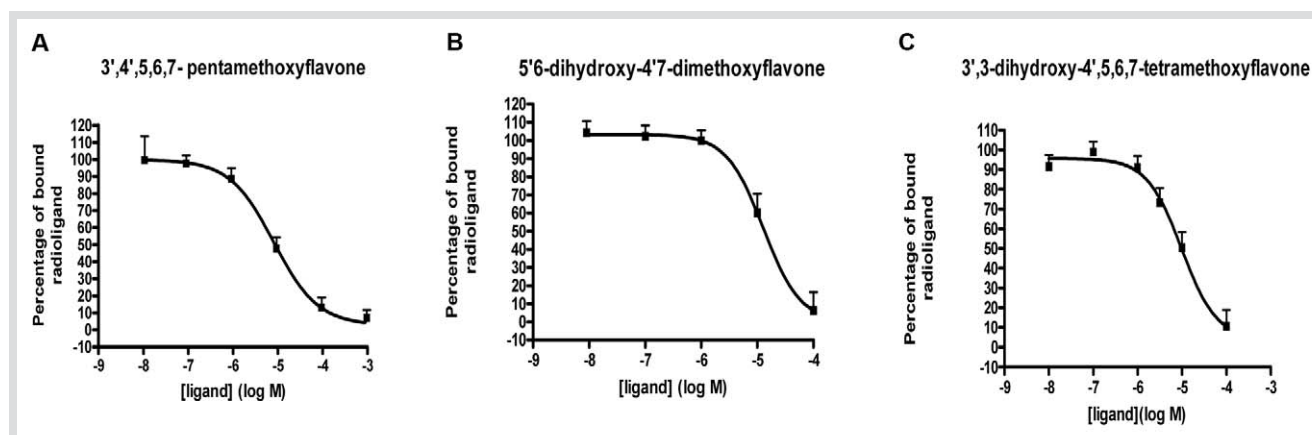 A
3',4',5,6,7- pentamethoxyflavone
Percentage of bound
radioligand
120
110
100
90
80
70
60
50
40
30
20
10
0
-10
-9 -8 -7 -6 -5 -4 -3
[ligand] (log M)
B
5'6-dihydroxy-4'7-dimethoxyflavone
Percentage of bound
radioligand
120
110
100
90
80
70
60
50
40
30
20
10
0
-10
-9 -8 -7 -6 -5 -4
[ligand] (log M)
C
3',3-dihydroxy-4',5,6,7-tetramethoxyflavone
Percentage of bound
radioligand
110
100
90
80
70
60
50
40
30
20
10
0
-10
-9 -8 -7 -6 -5 -4 -3
[ligand](log M)